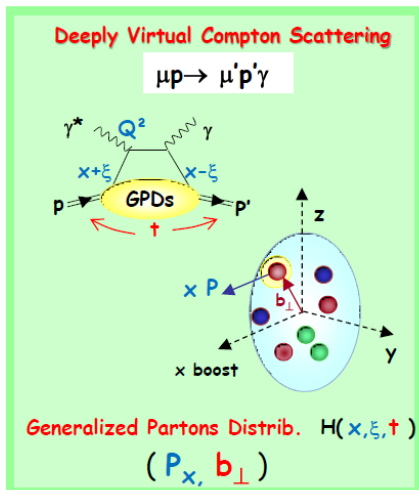 Deeply Virtual Compton Scattering
μp→ μ'p'γ
γ* Q² γ
x+ξ x-ξ
p GPDs P'
t
z
x P
b⊥
y
x boost
Generalized Partons Distrib. H( x,ξ,t )
( Px, b⊥ )